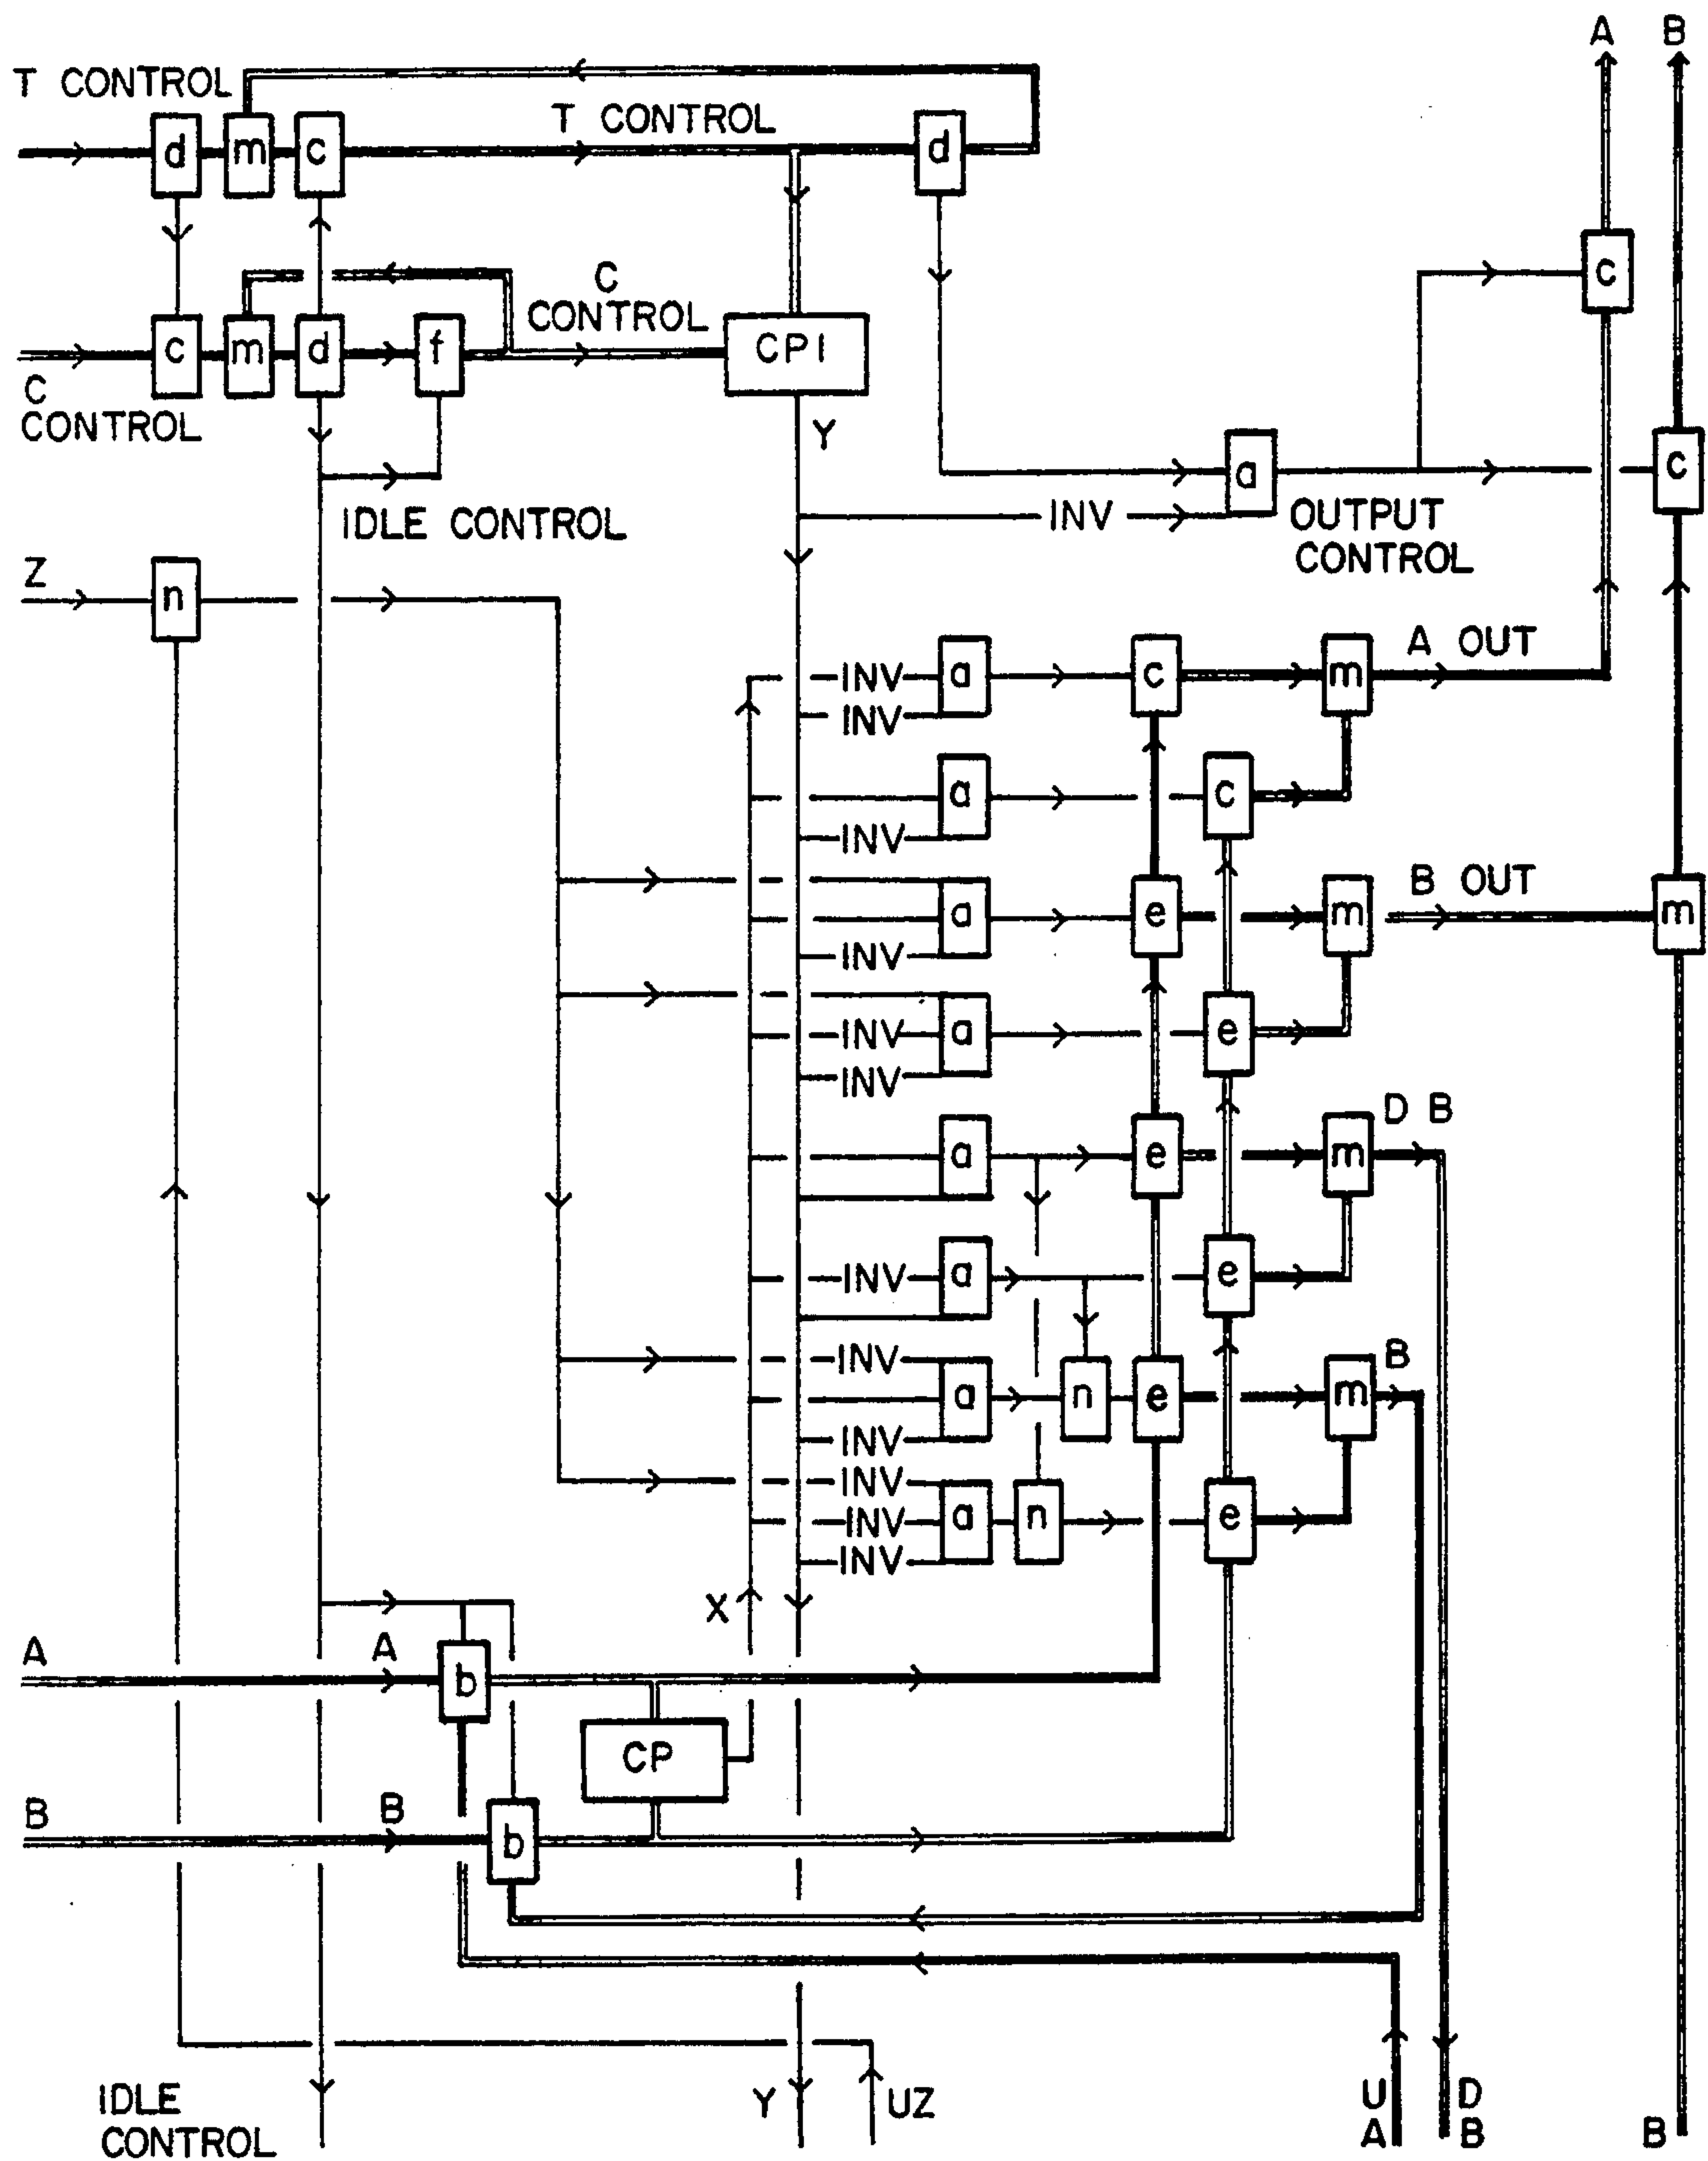 A B
T CONTROL
T CONTROL
d m c d
c
C CONTROL
c m d f
CPI
C CONTROL
Y
a
c
INV
OUTPUT CONTROL
IDLE CONTROL
Z
n
A OUT
INV a c m
INV
a c
INV
B OUT
a e m m
INV
INV a e
INV
D B
a e m
INV a e
INV
B
a n e m
INV
INV
INV a n e
INV
X
A A
b
CP
B B
b
IDLE CONTROL
Y UZ
U A
D B
B